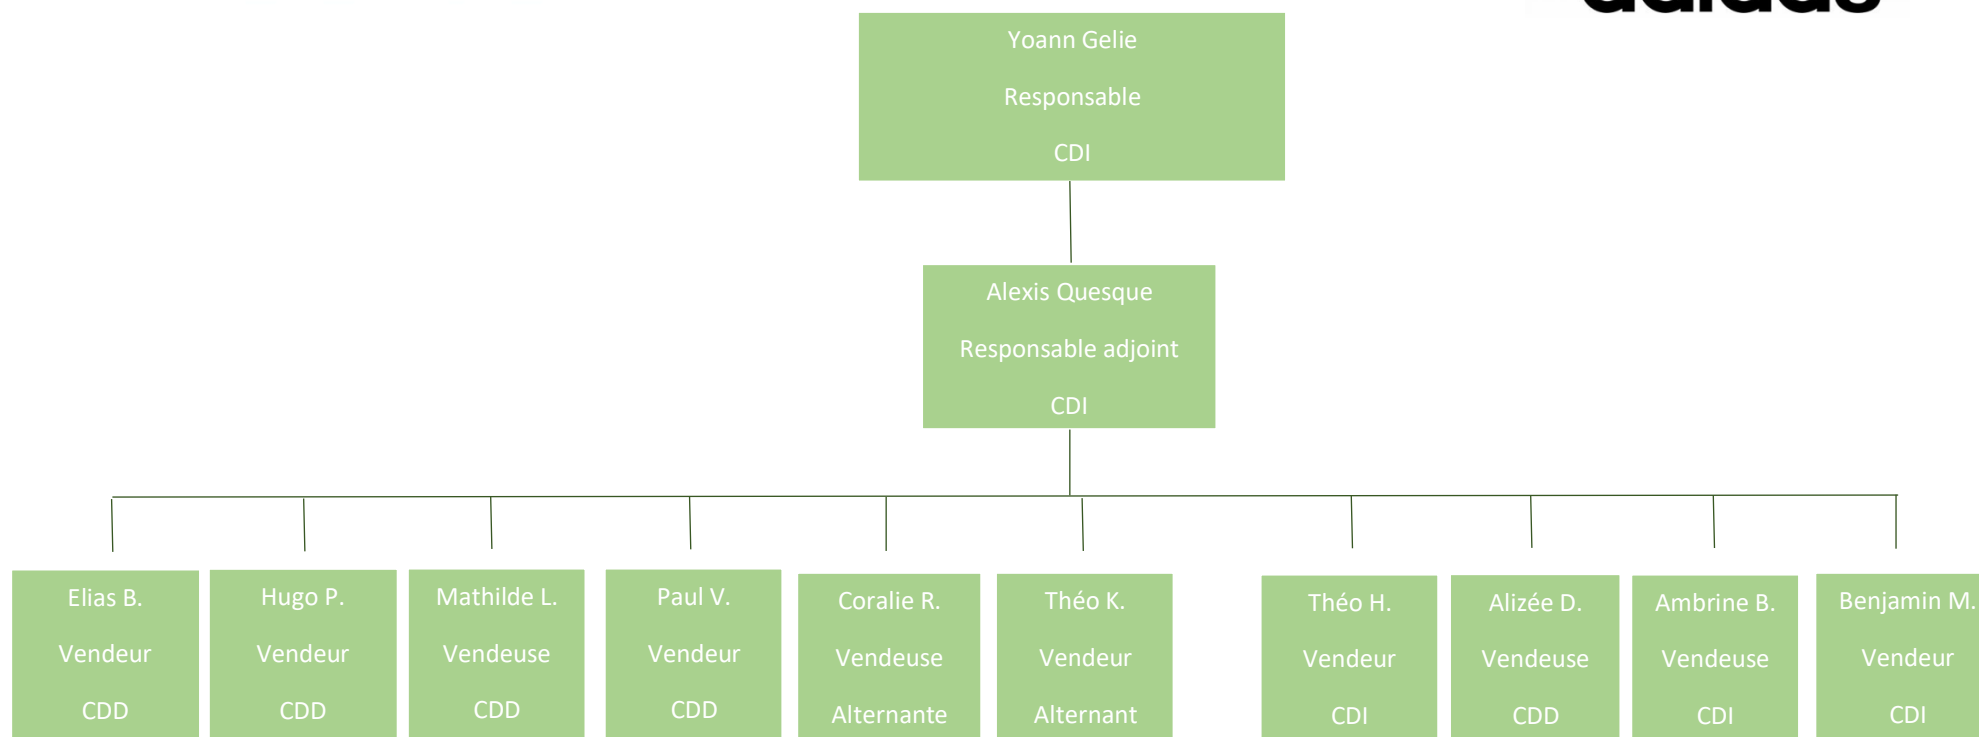 adidas
Yoann Gelie
Responsable
CDI
Alexis Quesque
Responsable adjoint
CDI
Elias B.
Vendeur
CDD
Hugo P.
Vendeur
CDD
Mathilde L.
Vendeuse
CDD
Paul V.
Vendeur
CDD
Coralie R.
Vendeuse
Alternante
Théo K.
Vendeur
Alternant
Théo H.
Vendeur
CDI
Alizée D.
Vendeuse
CDD
Ambrine B.
Vendeuse
CDI
Benjamin M.
Vendeur
CDI